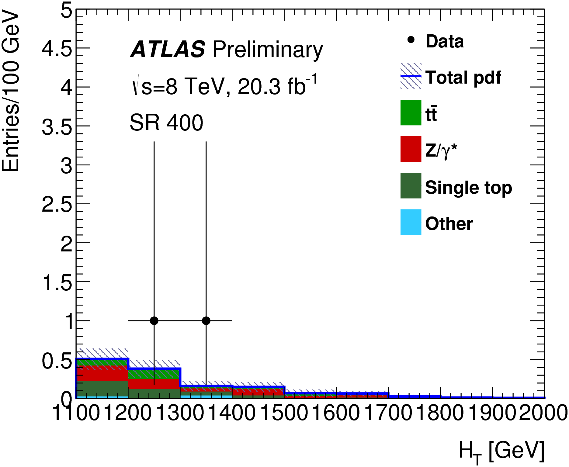 Entries/100 GeV
5
4.5
4
3.5
3
2.5
2
1.5
1
0.5
0
ATLAS Preliminary
√s=8 TeV, 20.3 fb⁻¹
SR 400
Data
Total pdf
tt̄
Z/γ*
Single top
Other
1100 1200 1300 1400 1500 1600 1700 1800 1900 2000
H_T [GeV]